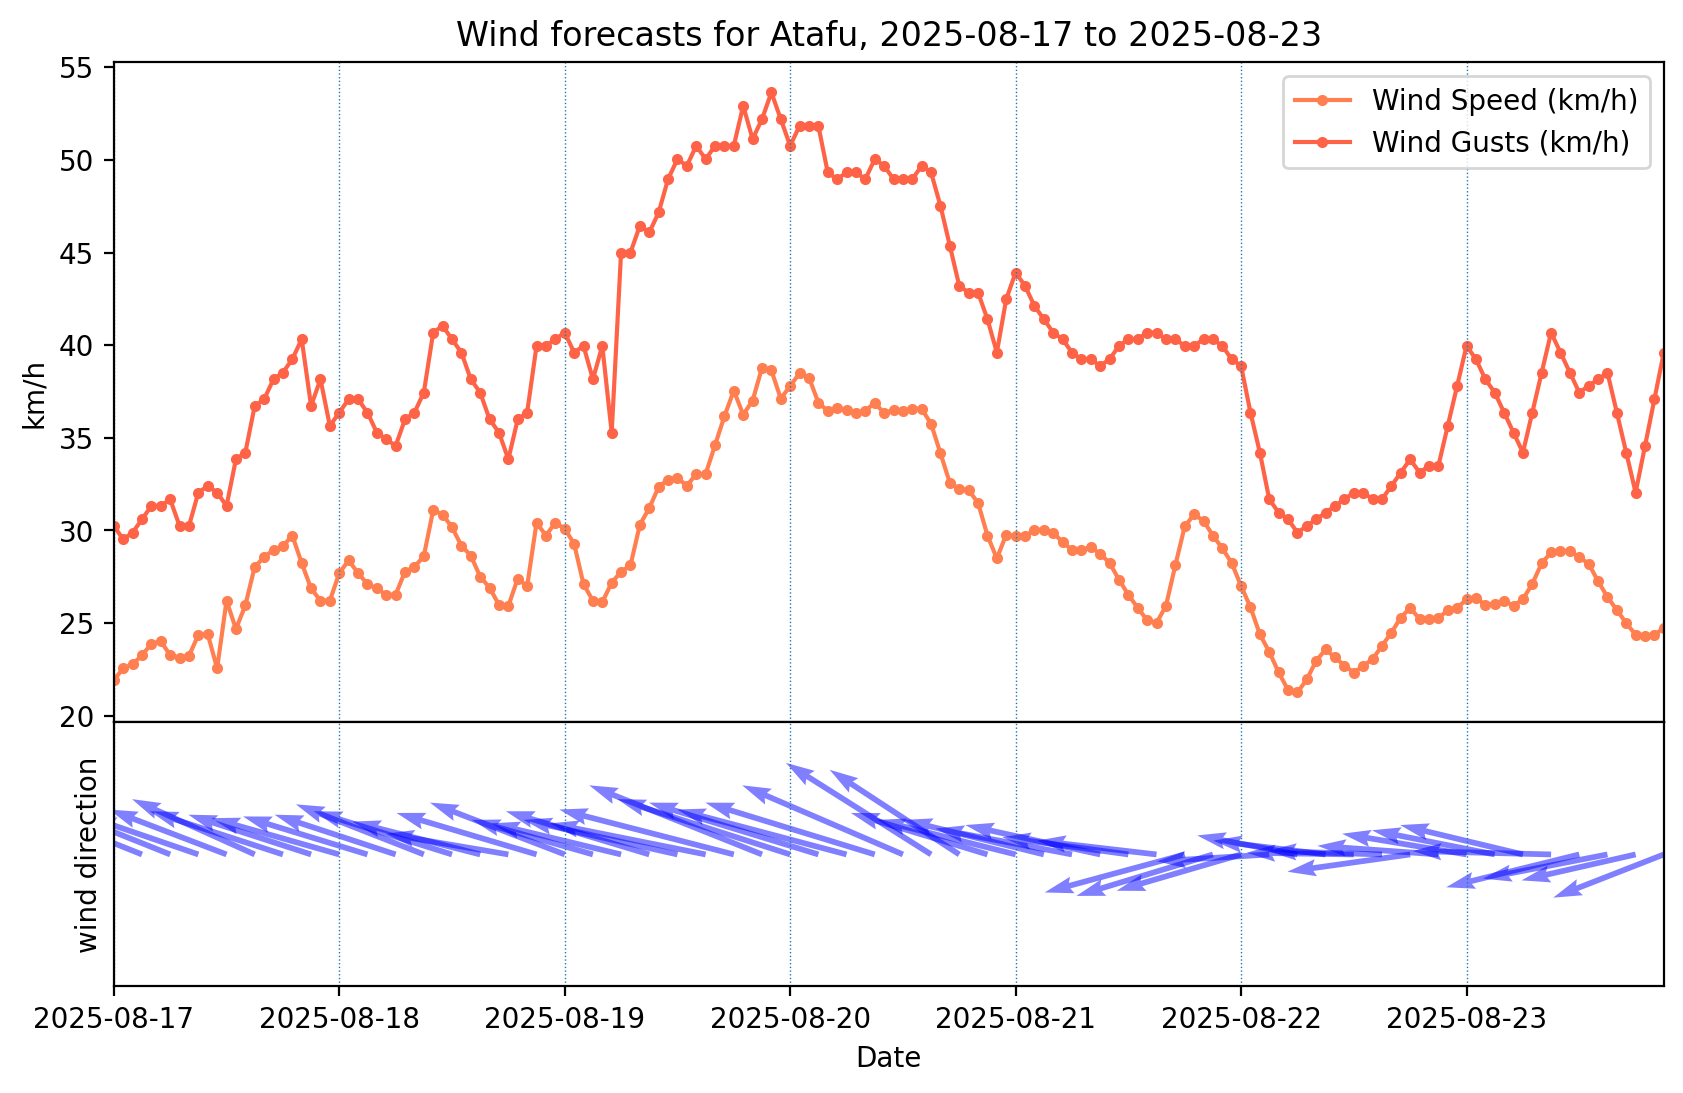 Wind forecasts for Atafu, 2025-08-17 to 2025-08-23
55
50
45
40
35
30
25
20
km/h
Wind Speed (km/h)
Wind Gusts (km/h)
wind direction
2025-08-17
2025-08-18
2025-08-19
2025-08-20
2025-08-21
2025-08-22
2025-08-23
Date